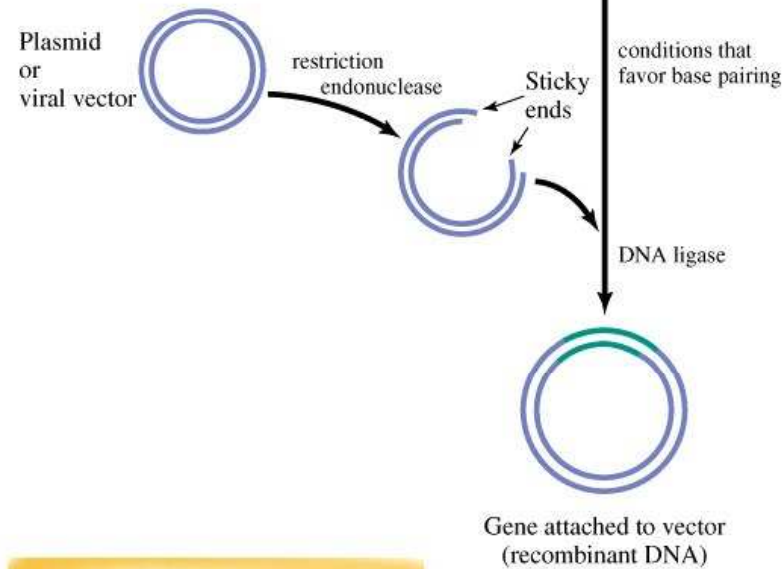 Plasmid
or
viral vector
restriction
endonuclease
Sticky
ends
conditions that
favor base pairing
DNA ligase
Gene attached to vector
(recombinant DNA)